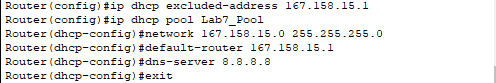 Router(config)#ip dhcp excluded-address 167.158.15.1
Router(config)#ip dhcp pool Lab7_Pool
Router(dhcp-config)#network 167.158.15.0 255.255.255.0
Router(dhcp-config)#default-router 167.158.15.1
Router(dhcp-config)#dns-server 8.8.8.8
Router(dhcp-config)#exit